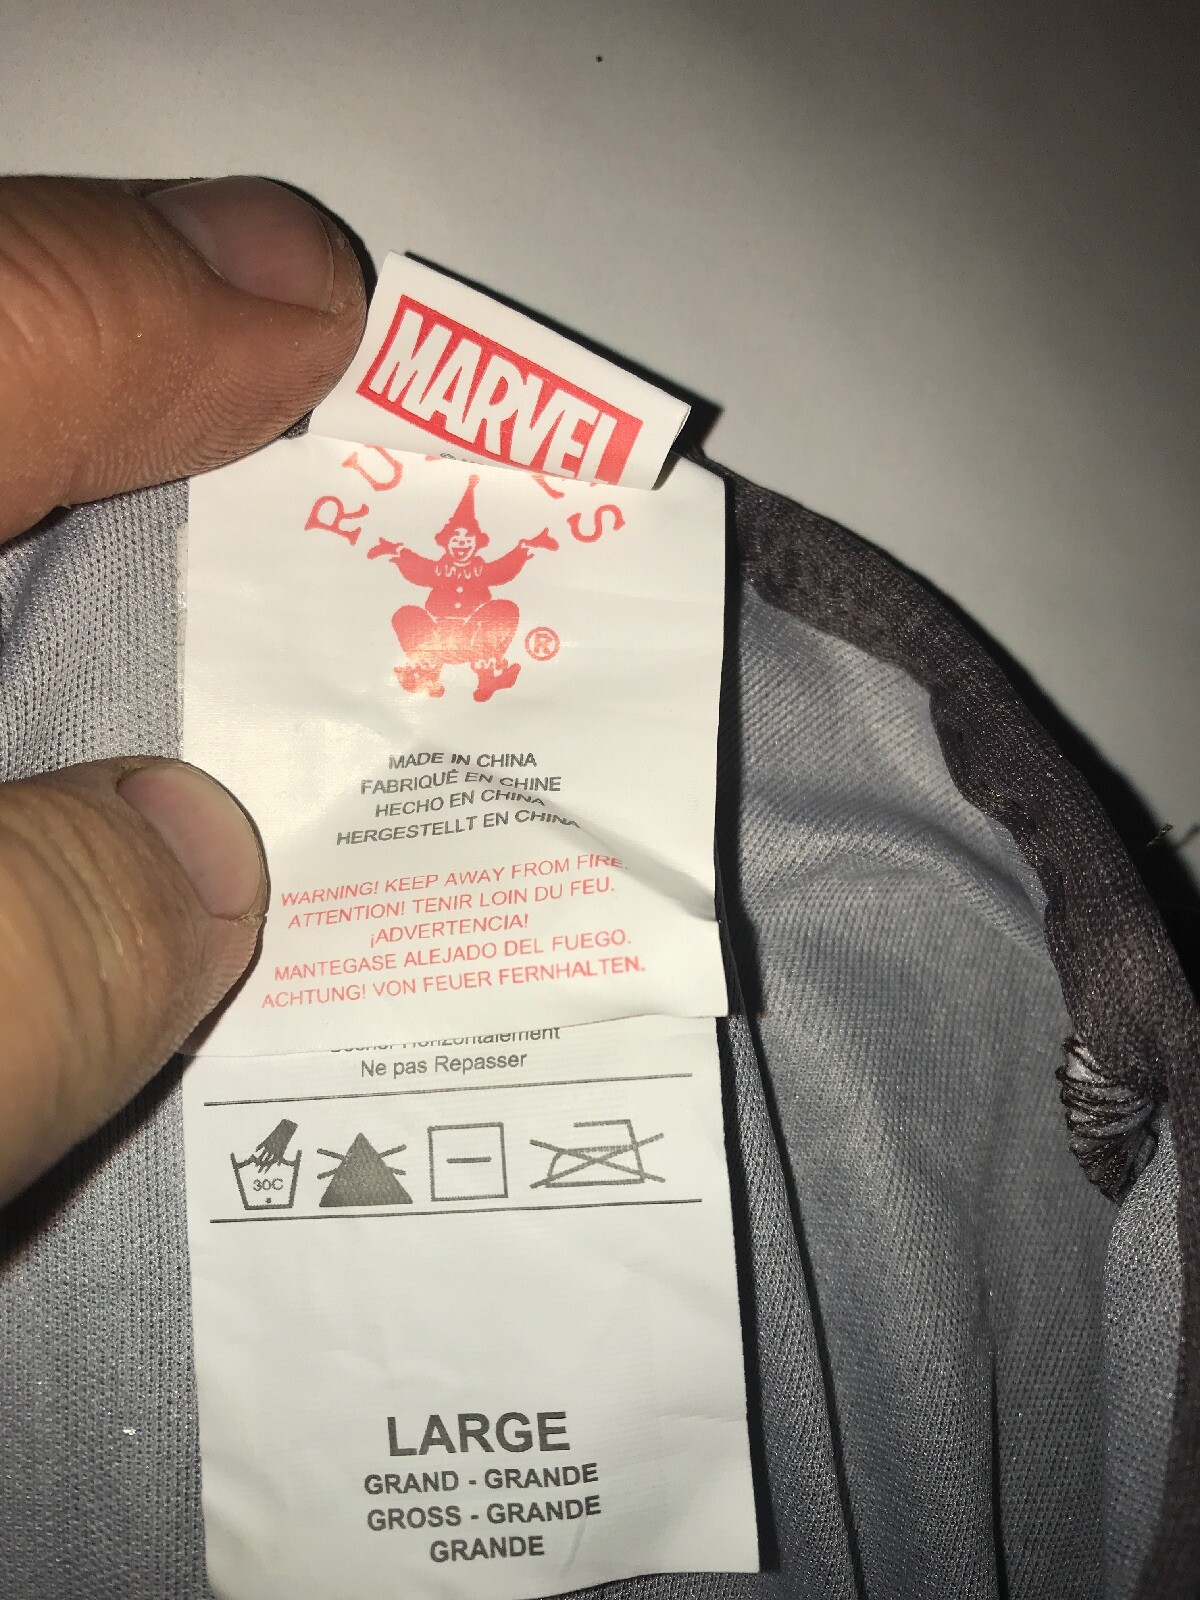 MARVEL
RU S
®
MADE IN CHINA
FABRIQUÉ EN CHINE
HECHO EN CHINA
HERGESTELLT EN CHINA
WARNING! KEEP AWAY FROM FIRE.
ATTENTION! TENIR LOIN DU FEU.
¡ADVERTENCIA!
MANTEGASE ALEJADO DEL FUEGO.
ACHTUNG! VON FEUER FERNHALTEN.
Horizontalement
Ne pas Repasser
30C
LARGE
GRAND - GRANDE
GROSS - GRANDE
GRANDE